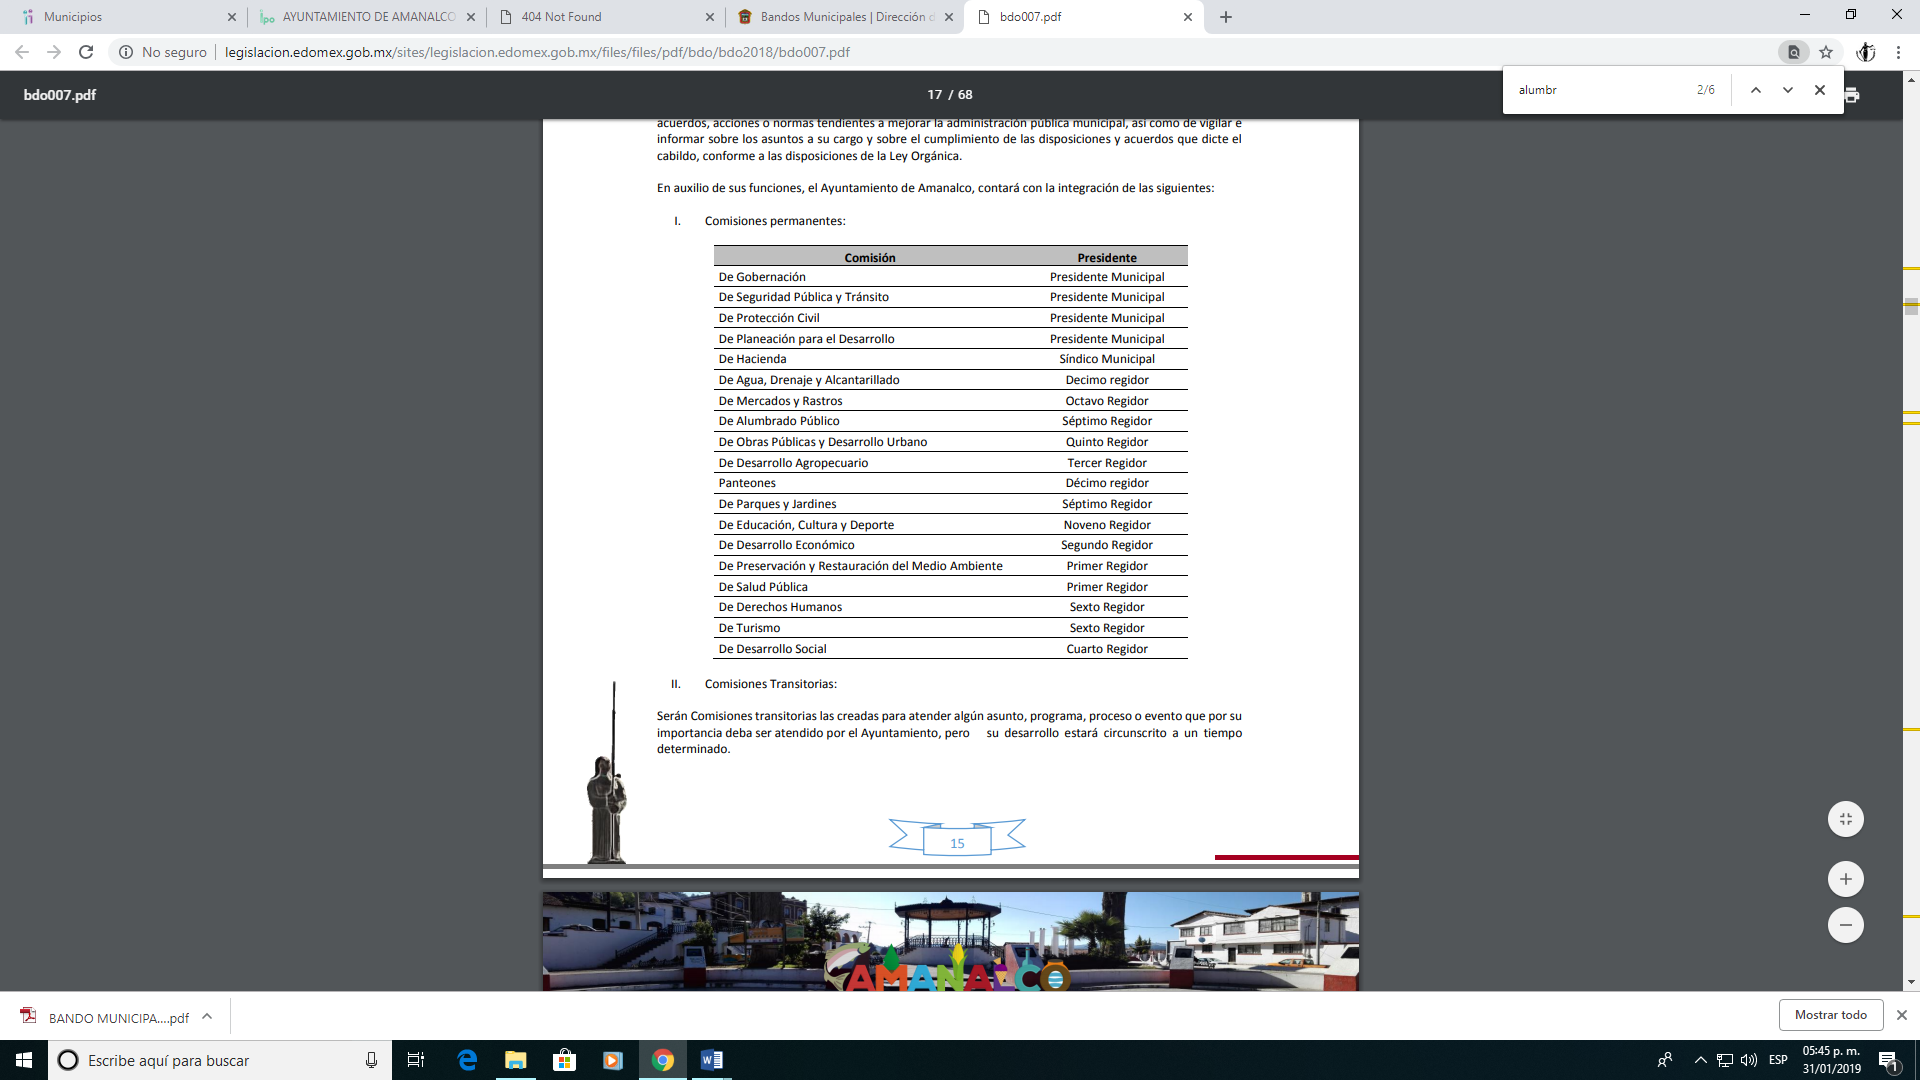 Municipios
AYUNTAMIENTO DE AMANALCO
404 Not Found
Bandos Municipales | Dirección d
bdo007.pdf
No seguro
legislacion.edomex.gob.mx/sites/legislacion.edomex.gob.mx/files/files/pdf/bdo/bdo2018/bdo007.pdf
bdo007.pdf
17 / 68
alumbr
2/6
acuerdos, acciones o normas tendientes a mejorar la administración pública municipal, así como de vigilar e
informar sobre los asuntos a su cargo y sobre el cumplimiento de las disposiciones y acuerdos que dicte el
cabildo, conforme a las disposiciones de la Ley Orgánica.
En auxilio de sus funciones, el Ayuntamiento de Amanalco, contará con la integración de las siguientes:
I. Comisiones permanentes:
Comisión Presidente
De Gobernación Presidente Municipal
De Seguridad Pública y Tránsito Presidente Municipal
De Protección Civil Presidente Municipal
De Planeación para el Desarrollo Presidente Municipal
De Hacienda Síndico Municipal
De Agua, Drenaje y Alcantarillado Decimo regidor
De Mercados y Rastros Octavo Regidor
De Alumbrado Público Séptimo Regidor
De Obras Públicas y Desarrollo Urbano Quinto Regidor
De Desarrollo Agropecuario Tercer Regidor
Panteones Décimo regidor
De Parques y Jardines Séptimo Regidor
De Educación, Cultura y Deporte Noveno Regidor
De Desarrollo Económico Segundo Regidor
De Preservación y Restauración del Medio Ambiente Primer Regidor
De Salud Pública Primer Regidor
De Derechos Humanos Sexto Regidor
De Turismo Sexto Regidor
De Desarrollo Social Cuarto Regidor
II. Comisiones Transitorias:
Serán Comisiones transitorias las creadas para atender algún asunto, programa, proceso o evento que por su
importancia deba ser atendido por el Ayuntamiento, pero su desarrollo estará circunscrito a un tiempo
determinado.
15
AMANALCO
BANDO MUNICIPA....pdf
Mostrar todo
Escribe aquí para buscar
ESP
05:45 p. m.
31/01/2019
1